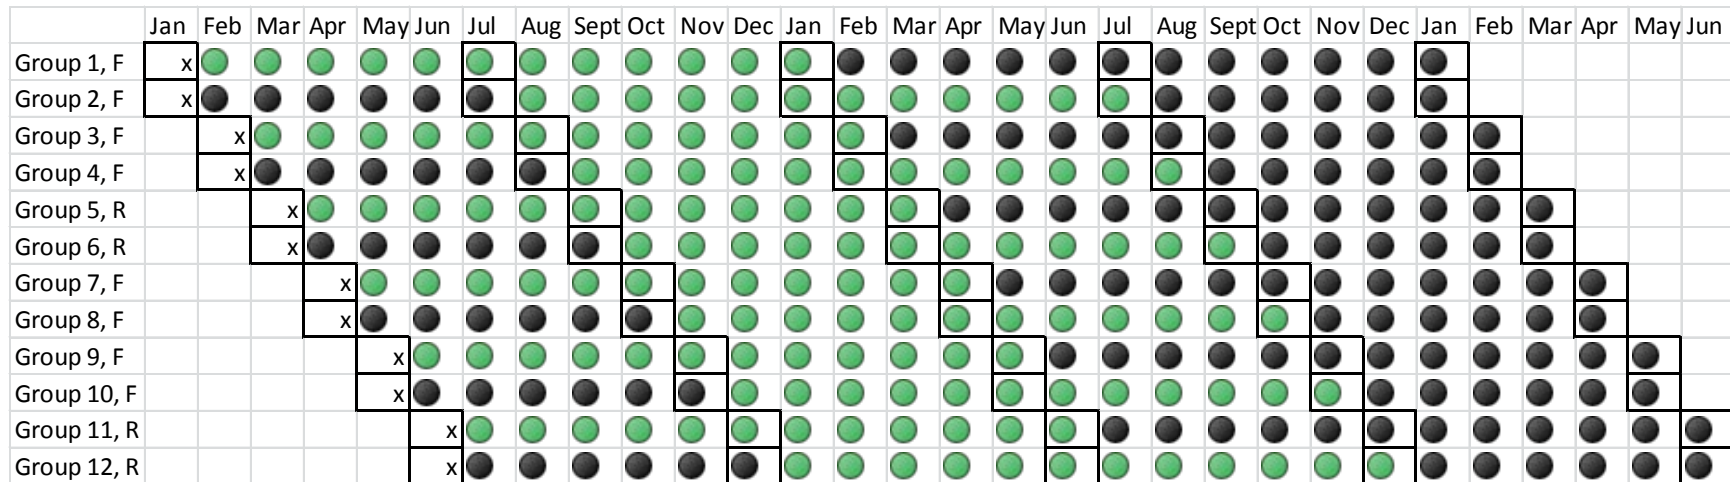 Jan Feb Mar Apr May Jun Jul Aug Sept Oct Nov Dec Jan Feb Mar Apr May Jun Jul Aug Sept Oct Nov Dec Jan Feb Mar Apr May Jun
Group 1, F x
Group 2, F x
Group 3, F x
Group 4, F x
Group 5, R x
Group 6, R x
Group 7, F x
Group 8, F x
Group 9, F x
Group 10, F x
Group 11, R x
Group 12, R x